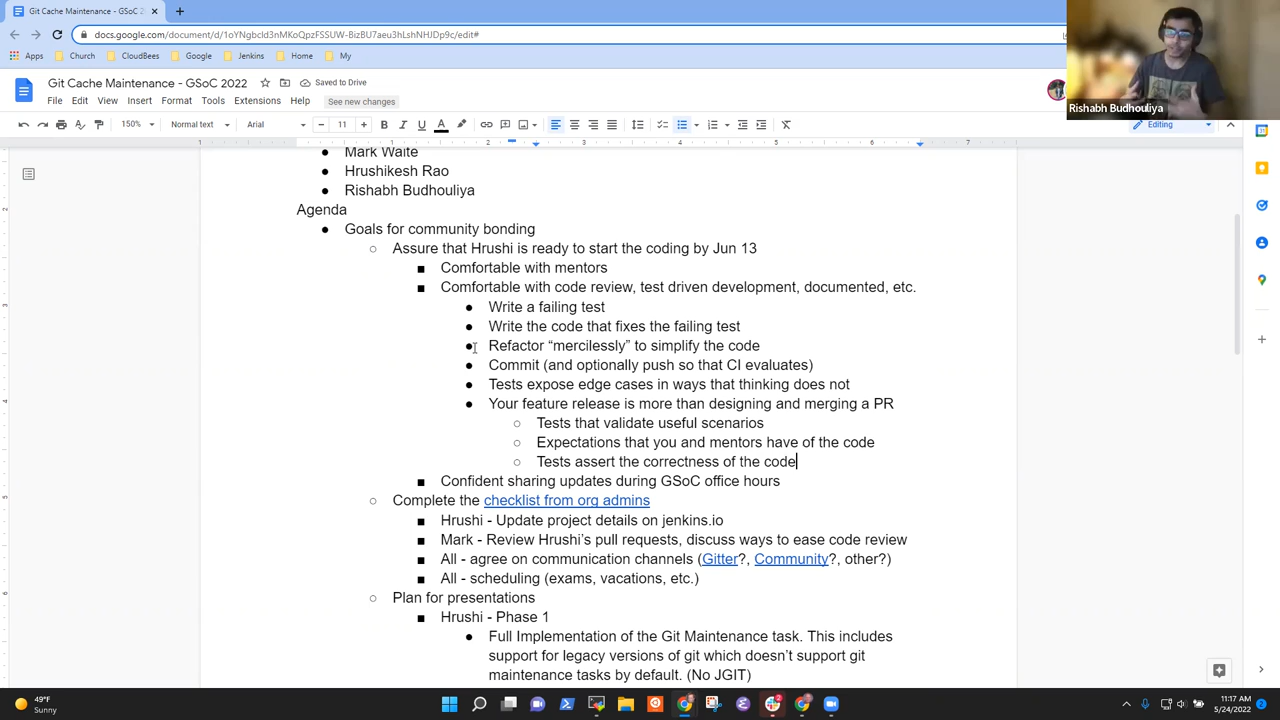 Git Cache Maintenance - GSoC 2
docs.google.com/document/d/1oYNgbcId3nMKoQpzFSSUW-BizBU7aeu3hLshNHJDp9c/edit#
Apps Church CloudBees Google Jenkins Home My
Rishabh Budhouliya
Git Cache Maintenance - GSoC 2022 Saved to Drive
File Edit View Insert Format Tools Extensions Help See new changes
150% Normal text Arial 11 B I U A Editing
1 1 2 3 4 5 6 7
Mark Waite
Hrushikesh Rao
Rishabh Budhouliya
Agenda
Goals for community bonding
Assure that Hrushi is ready to start the coding by Jun 13
Comfortable with mentors
Comfortable with code review, test driven development, documented, etc.
Write a failing test
Write the code that fixes the failing test
Refactor “mercilessly” to simplify the code
Commit (and optionally push so that CI evaluates)
Tests expose edge cases in ways that thinking does not
Your feature release is more than designing and merging a PR
Tests that validate useful scenarios
Expectations that you and mentors have of the code
Tests assert the correctness of the code
Confident sharing updates during GSoC office hours
Complete the checklist from org admins
Hrushi - Update project details on jenkins.io
Mark - Review Hrushi’s pull requests, discuss ways to ease code review
All - agree on communication channels (Gitter?, Community?, other?)
All - scheduling (exams, vacations, etc.)
Plan for presentations
Hrushi - Phase 1
Full Implementation of the Git Maintenance task. This includes
support for legacy versions of git which doesn’t support git
maintenance tasks by default. (No JGIT)
49°F
Sunny
11:17 AM
5/24/2022